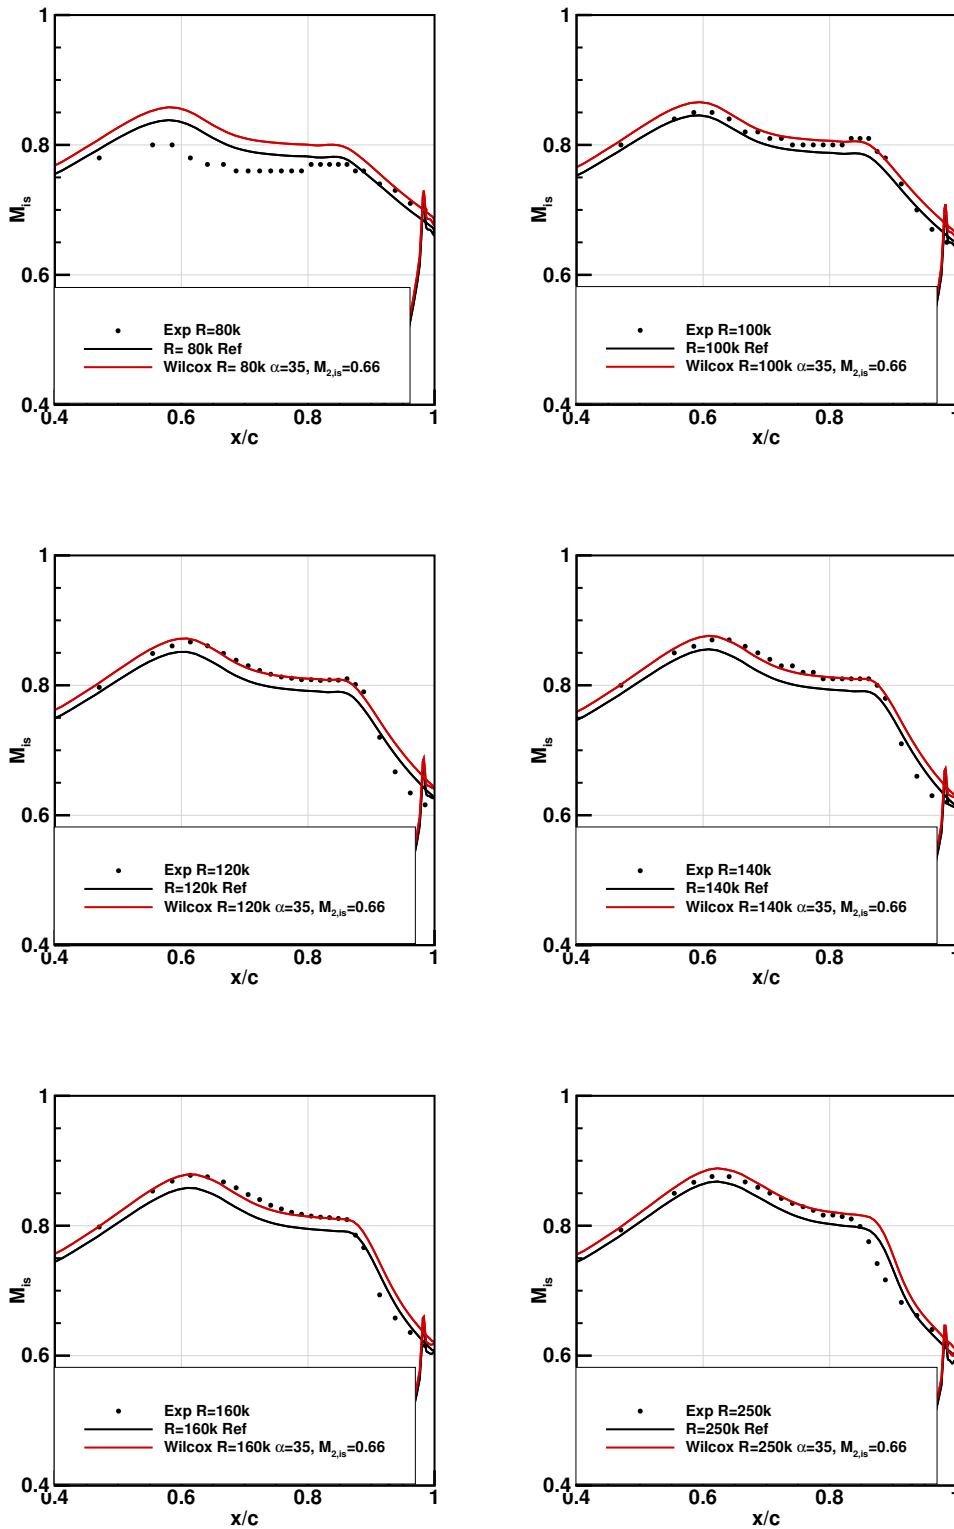 1
1
0.8
0.8
M_is
M_is
0.6
0.6
Exp R=80k
R= 80k Ref
Wilcox R= 80k α=35, M_2,is=0.66
Exp R=100k
R=100k Ref
Wilcox R=100k α=35, M_2,is=0.66
0.4
0.4
0.4 0.6 0.8 1
0.4 0.6 0.8 1
x/c
x/c
1
1
0.8
0.8
M_is
M_is
0.6
0.6
Exp R=120k
R=120k Ref
Wilcox R=120k α=35, M_2,is=0.66
Exp R=140k
R=140k Ref
Wilcox R=140k α=35, M_2,is=0.66
0.4
0.4
0.4 0.6 0.8 1
0.4 0.6 0.8 1
x/c
x/c
1
1
0.8
0.8
M_is
M_is
0.6
0.6
Exp R=160k
R=160k Ref
Wilcox R=160k α=35, M_2,is=0.66
Exp R=250k
R=250k Ref
Wilcox R=250k α=35, M_2,is=0.66
0.4
0.4
0.4 0.6 0.8 1
0.4 0.6 0.8 1
x/c
x/c